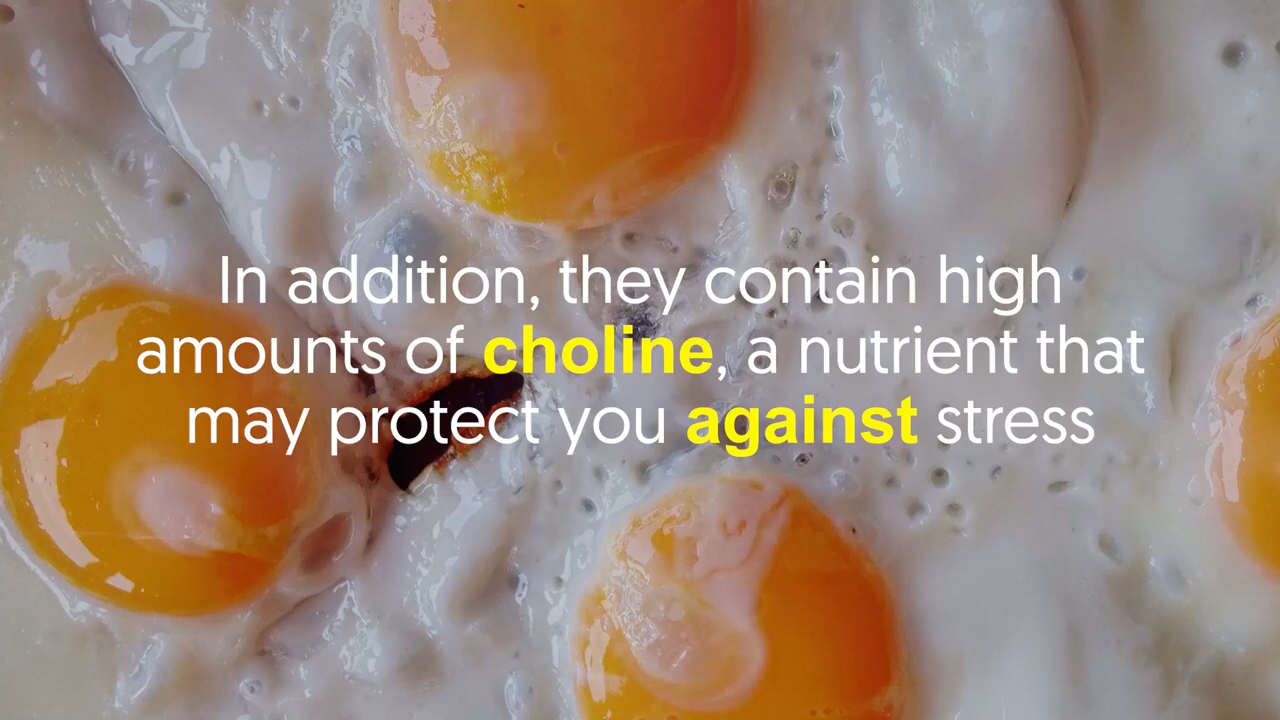 In addition, they contain high
amounts of choline, a nutrient that
may protect you against stress